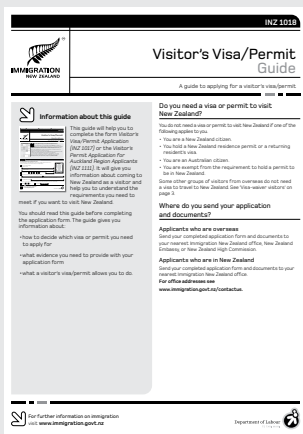 INZ 1018
IMMIGRATION
NEW ZEALAND
Visitor's Visa/Permit
Guide
A guide to applying for a visitor's visa/permit
Information about this guide
This guide will help you to
complete the form Visitor's
Visa/Permit Application
(INZ 1017) or the Visitor's
Permit Application for
Auckland Region Applicants
(INZ 1111). It will give you
information about coming to
New Zealand as a visitor and
help you to understand the
requirements you need to
meet if you want to visit New Zealand.
You should read this guide before completing
the application form. The guide gives you
information about:
•how to decide which visa or permit you need
to apply for
•what evidence you need to provide with your
application form
•what a visitor's visa/permit allows you to do.
Do you need a visa or permit to visit
New Zealand?
You do not need a visa or permit to visit New Zealand if one of the
following applies to you.
• You are a New Zealand citizen.
• You hold a New Zealand residence permit or a returning
resident's visa.
• You are an Australian citizen.
• You are exempt from the requirement to hold a permit to
be in New Zealand.
Some other groups of visitors from overseas do not need
a visa to travel to New Zealand. See 'Visa-waiver visitors' on
page 3.
Where do you send your application
and documents?
Applicants who are overseas
Send your completed application form and documents to
your nearest Immigration New Zealand office, New Zealand
Embassy, or New Zealand High Commission.
Applicants who are in New Zealand
Send your completed application form and documents to your
nearest Immigration New Zealand office.
For office addresses see
www.immigration.govt.nz/contactus.
For further information on immigration
visit www.immigration.govt.nz
Department of Labour